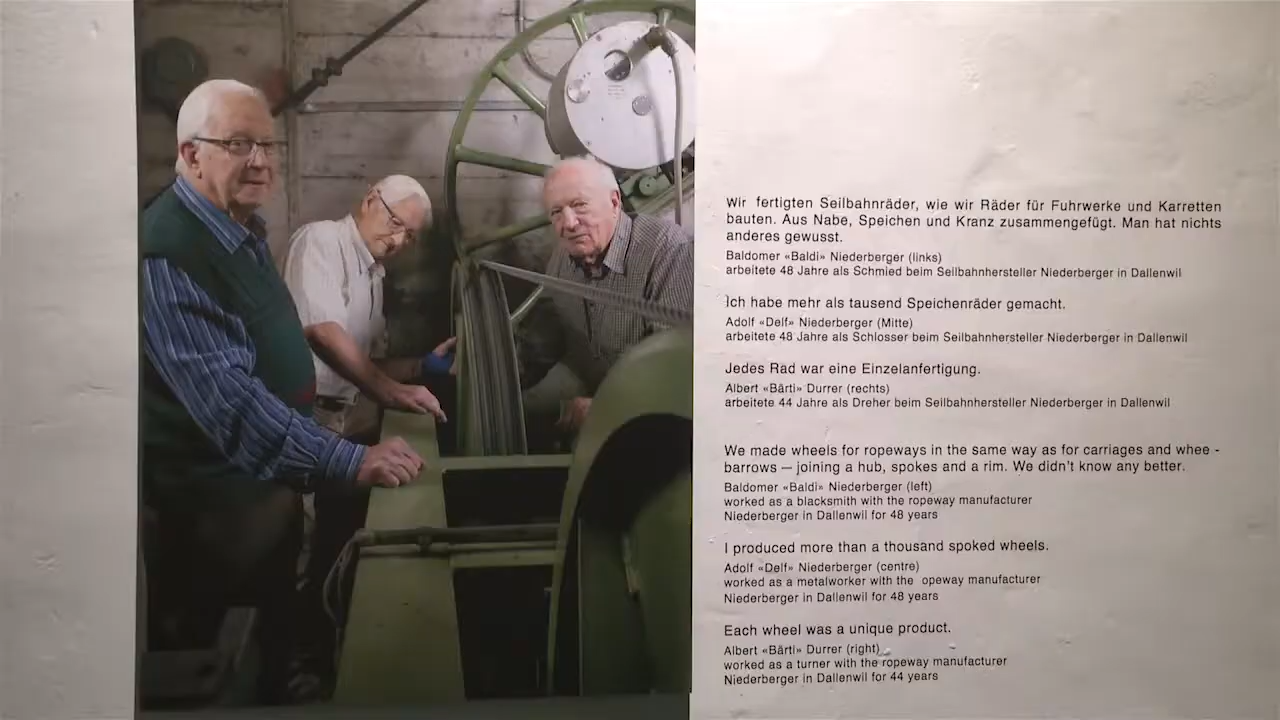 Wir fertigten Seilbahnräder, wie wir Räder für Fuhrwerke und Karretten
bauten. Aus Nabe, Speichen und Kranz zusammengefügt. Man hat nichts
anderes gewusst.
Baldomer «Baldi» Niederberger (links)
arbeitete 48 Jahre als Schmied beim Seilbahnhersteller Niederberger in Dallenwil
Ich habe mehr als tausend Speichenräder gemacht.
Adolf «Delf» Niederberger (Mitte)
arbeitete 48 Jahre als Schlosser beim Seilbahnhersteller Niederberger in Dallenwil
Jedes Rad war eine Einzelanfertigung.
Albert «Bärti» Durrer (rechts)
arbeitete 44 Jahre als Dreher beim Seilbahnhersteller Niederberger in Dallenwil
We made wheels for ropeways in the same way as for carriages and whee -
barrows — joining a hub, spokes and a rim. We didn't know any better.
Baldomer «Baldi» Niederberger (left)
worked as a blacksmith with the ropeway manufacturer
Niederberger in Dallenwil for 48 years
I produced more than a thousand spoked wheels.
Adolf «Delf» Niederberger (centre)
worked as a metalworker with the opeway manufacturer
Niederberger in Dallenwil for 48 years
Each wheel was a unique product.
Albert «Bärti» Durrer (right)
worked as a turner with the ropeway manufacturer
Niederberger in Dallenwil for 44 years